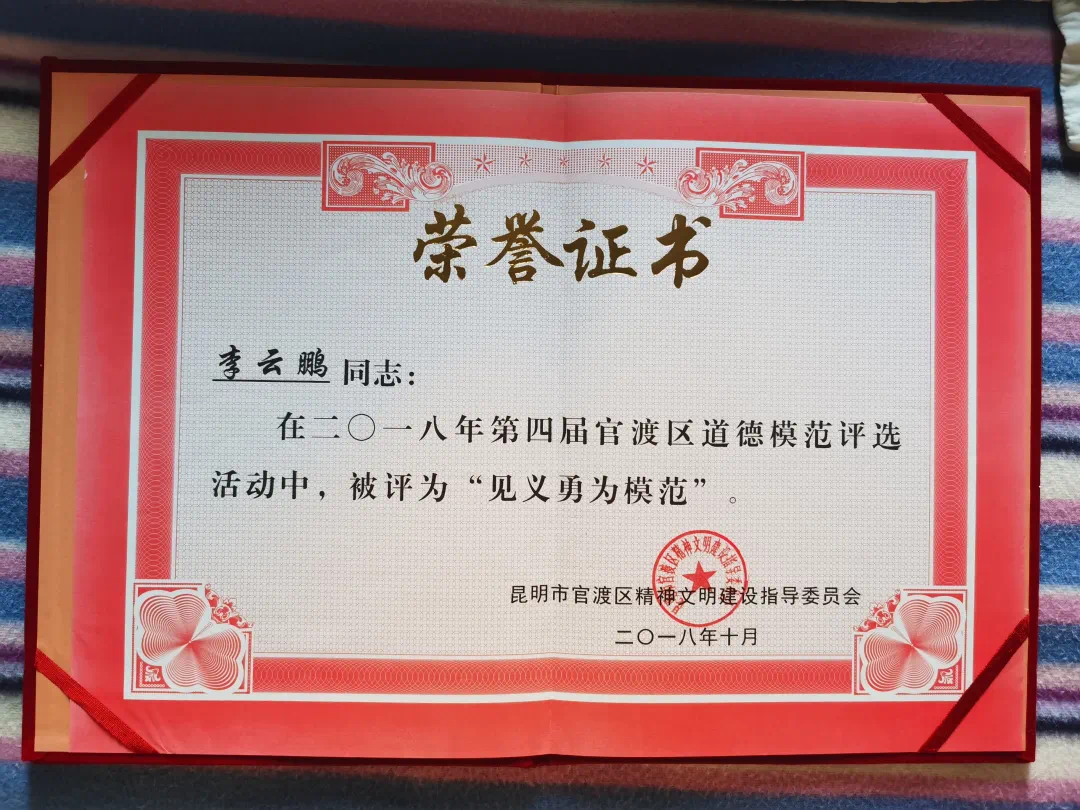 荣誉证书
李云鹏 同志：
在二〇一八年第四届官渡区道德模范评选
活动中，被评为“见义勇为模范”。
昆明市官渡区精神文明建设指导委员会
二〇一八年十月